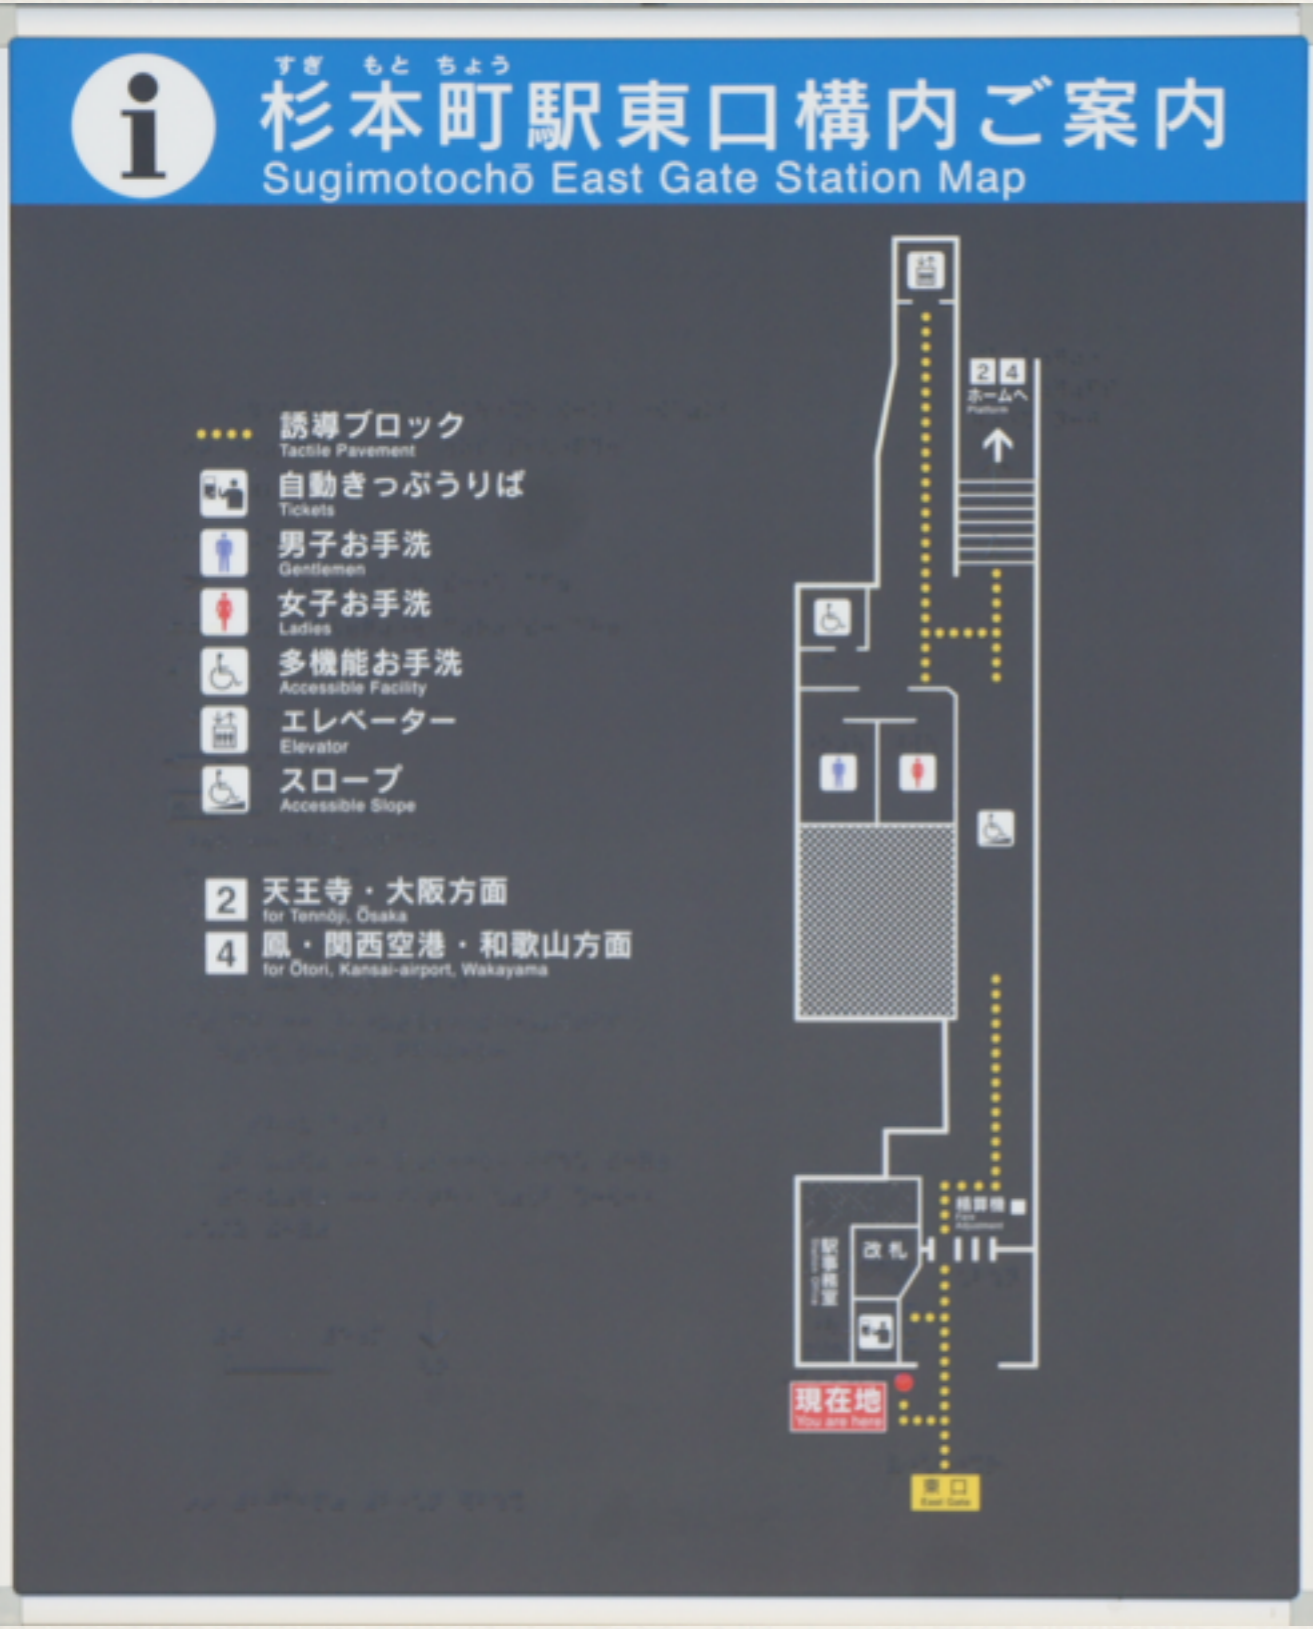 すぎ もと ちょう
杉本町駅東口構内ご案内
Sugimotochō East Gate Station Map
誘導ブロック
Tactile Pavement
自動きっぷうりば
Tickets
男子お手洗
Gentlemen
女子お手洗
Ladies
多機能お手洗
Accessible Facility
エレベーター
Elevator
スロープ
Accessible Slope
2 天王寺・大阪方面
for Tennōji, Ōsaka
4 鳳・関西空港・和歌山方面
for Ōtori, Kansai-airport, Wakayama
2 4
ホームへ
Platform
精算機
Fare
Adjustment
改札
駅事務室
Station Office
現在地
You are here
東口
East Gate